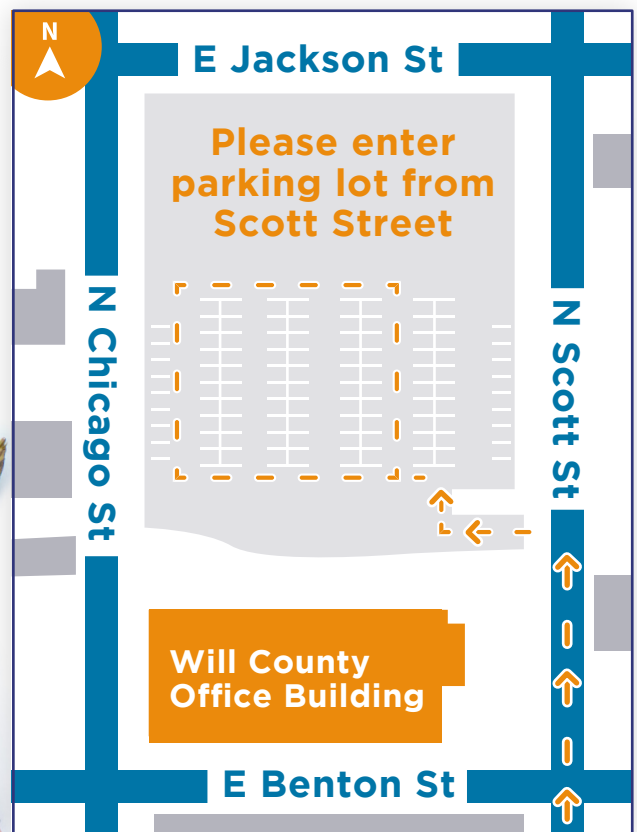 N
E Jackson St
Please enter
parking lot from
Scott Street
N Chicago St
N Scott St
Will County
Office Building
E Benton St